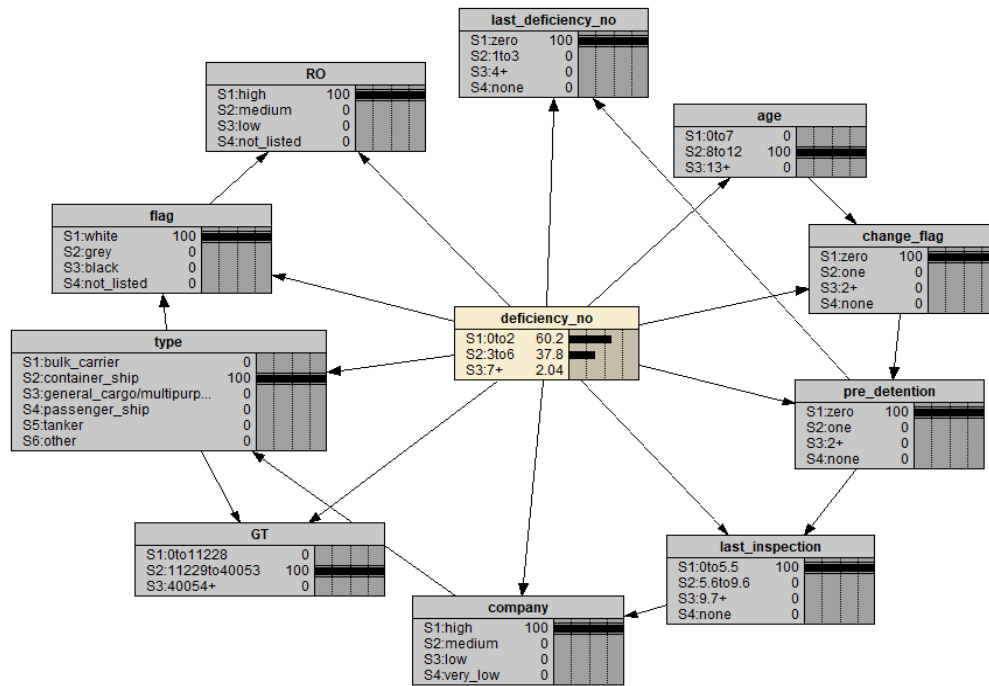 last_deficiency_no
S1:zero 100
S2:1to3 0
S3:4+ 0
S4:none 0
RO
S1:high 100
S2:medium 0
S3:low 0
S4:not_listed 0
age
S1:0to7 0
S2:8to12 100
S3:13+ 0
flag
S1:white 100
S2:grey 0
S3:black 0
S4:not_listed 0
change_flag
S1:zero 100
S2:one 0
S3:2+ 0
S4:none 0
deficiency_no
S1:0to2 60.2
S2:3to6 37.8
S3:7+ 2.04
type
S1:bulk_carrier 0
S2:container_ship 100
S3:general_cargo/multipurp... 0
S4:passenger_ship 0
S5:tanker 0
S6:other 0
pre_detention
S1:zero 100
S2:one 0
S3:2+ 0
S4:none 0
GT
S1:0to11228 0
S2:11229to40053 100
S3:40054+ 0
last_inspection
S1:0to5.5 100
S2:5.6to9.6 0
S3:9.7+ 0
S4:none 0
company
S1:high 100
S2:medium 0
S3:low 0
S4:very_low 0